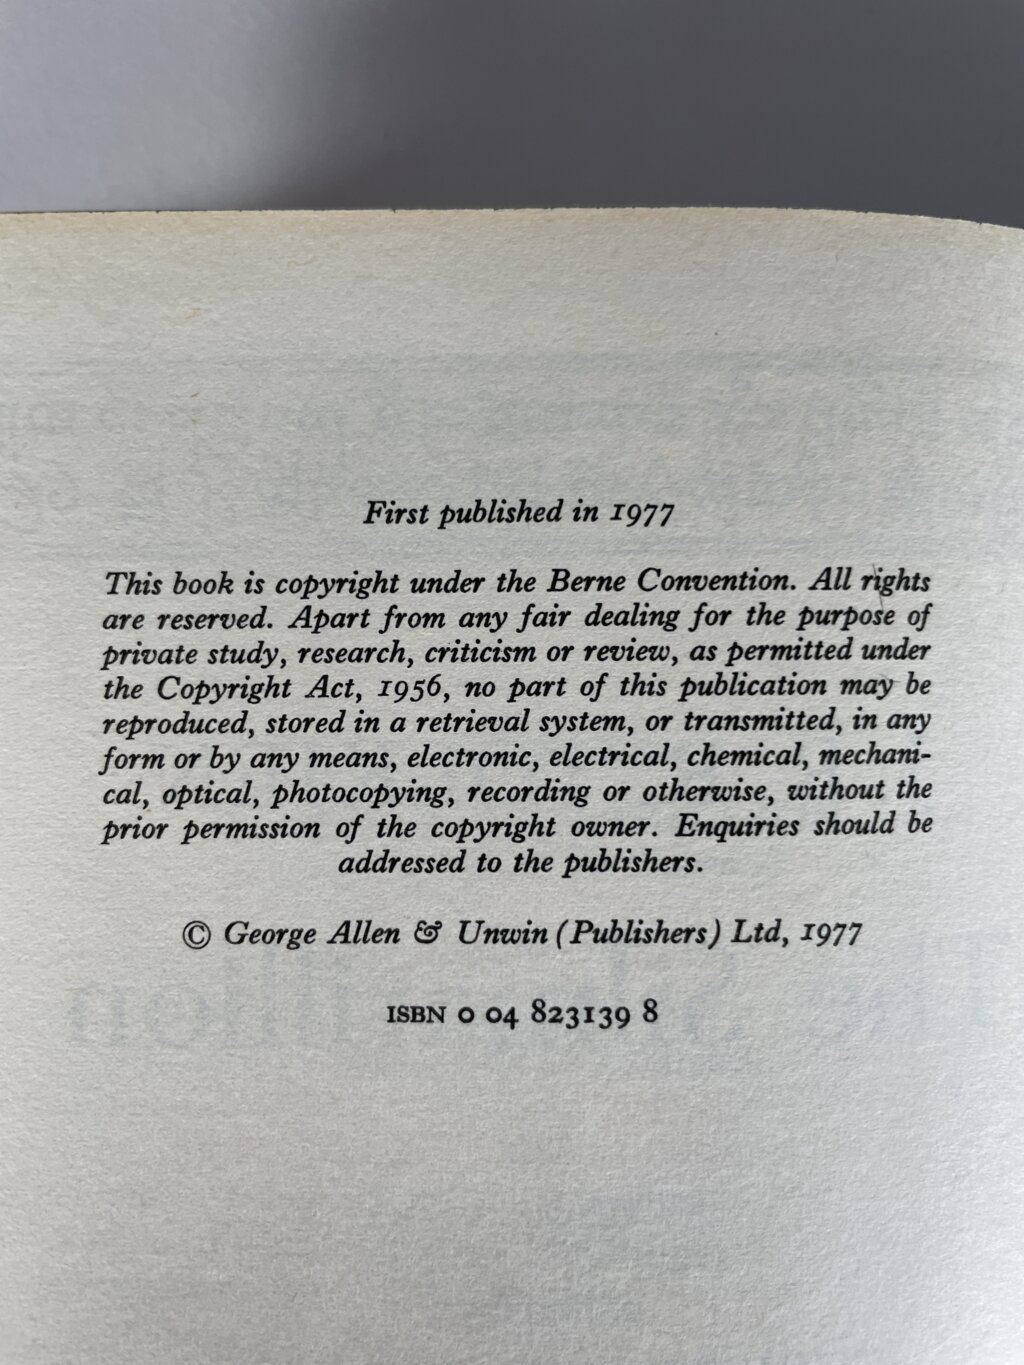 First published in 1977
This book is copyright under the Berne Convention. All rights
are reserved. Apart from any fair dealing for the purpose of
private study, research, criticism or review, as permitted under
the Copyright Act, 1956, no part of this publication may be
reproduced, stored in a retrieval system, or transmitted, in any
form or by any means, electronic, electrical, chemical, mechani-
cal, optical, photocopying, recording or otherwise, without the
prior permission of the copyright owner. Enquiries should be
addressed to the publishers.
© George Allen & Unwin (Publishers) Ltd, 1977
ISBN 0 04 823139 8